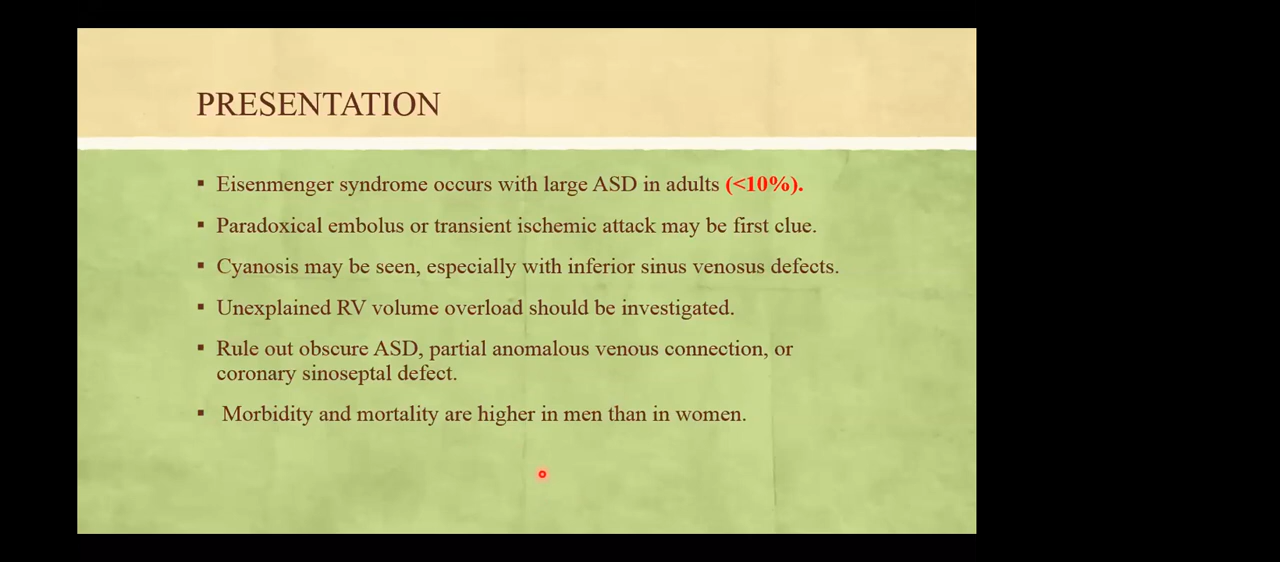 PRESENTATION
▪ Eisenmenger syndrome occurs with large ASD in adults (<10%).
▪ Paradoxical embolus or transient ischemic attack may be first clue.
▪ Cyanosis may be seen, especially with inferior sinus venosus defects.
▪ Unexplained RV volume overload should be investigated.
▪ Rule out obscure ASD, partial anomalous venous connection, or
coronary sinoseptal defect.
▪ Morbidity and mortality are higher in men than in women.